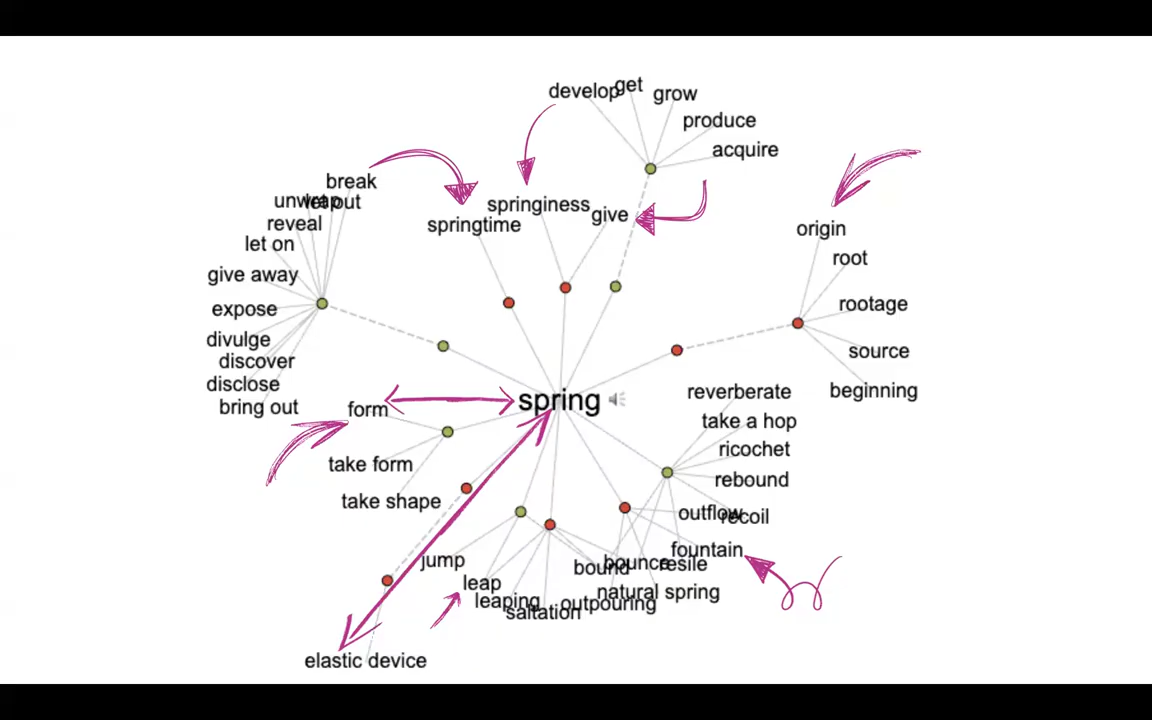 develop
get
grow
produce
acquire
break
unwrap
let out
reveal
let on
give away
expose
divulge
discover
disclose
bring out
springtime
springiness
give
origin
root
rootage
source
beginning
spring
form
take form
take shape
reverberate
take a hop
ricochet
rebound
outflow
recoil
fountain
jump
leap
leaping
saltation
bound
bounce
resile
natural spring
outpouring
elastic device